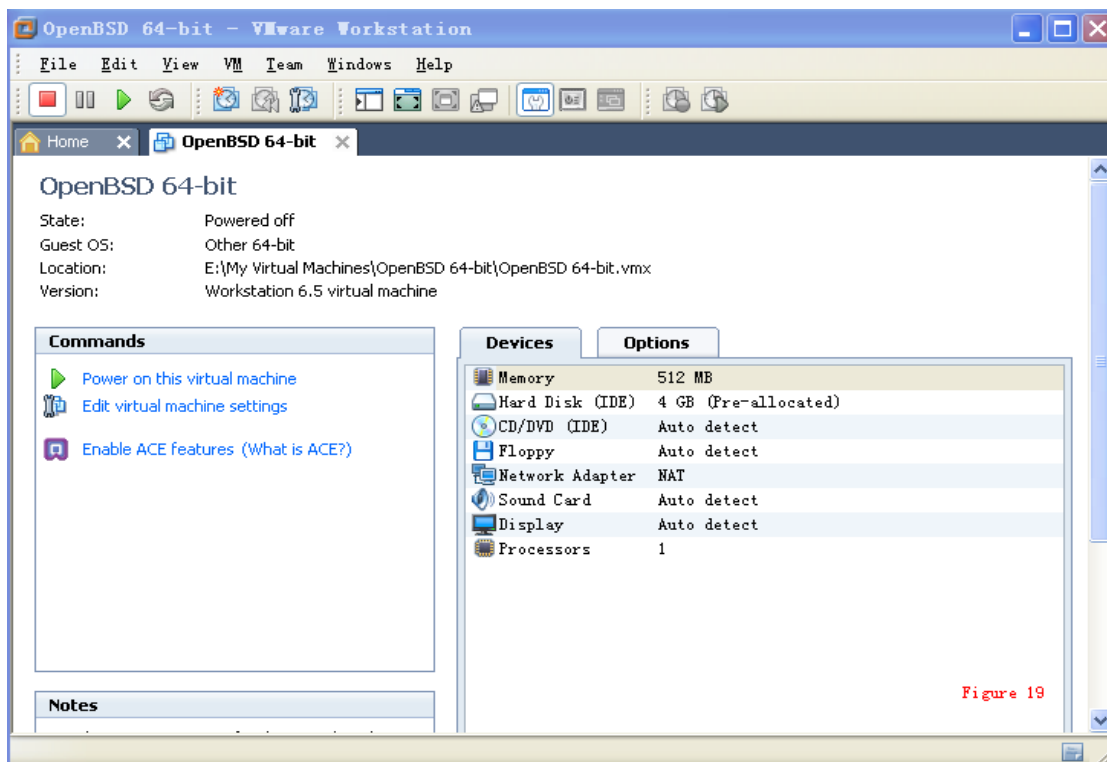 OpenBSD 64-bit - VMware Workstation
File Edit View VM Team Windows Help
Home OpenBSD 64-bit
OpenBSD 64-bit
State: Powered off
Guest OS: Other 64-bit
Location: E:\My Virtual Machines\OpenBSD 64-bit\OpenBSD 64-bit.vmx
Version: Workstation 6.5 virtual machine
Commands
Power on this virtual machine
Edit virtual machine settings
Enable ACE features (What is ACE?)
Devices Options
Memory 512 MB
Hard Disk (IDE) 4 GB (Pre-allocated)
CD/DVD (IDE) Auto detect
Floppy Auto detect
Network Adapter NAT
Sound Card Auto detect
Display Auto detect
Processors 1
Figure 19
Notes